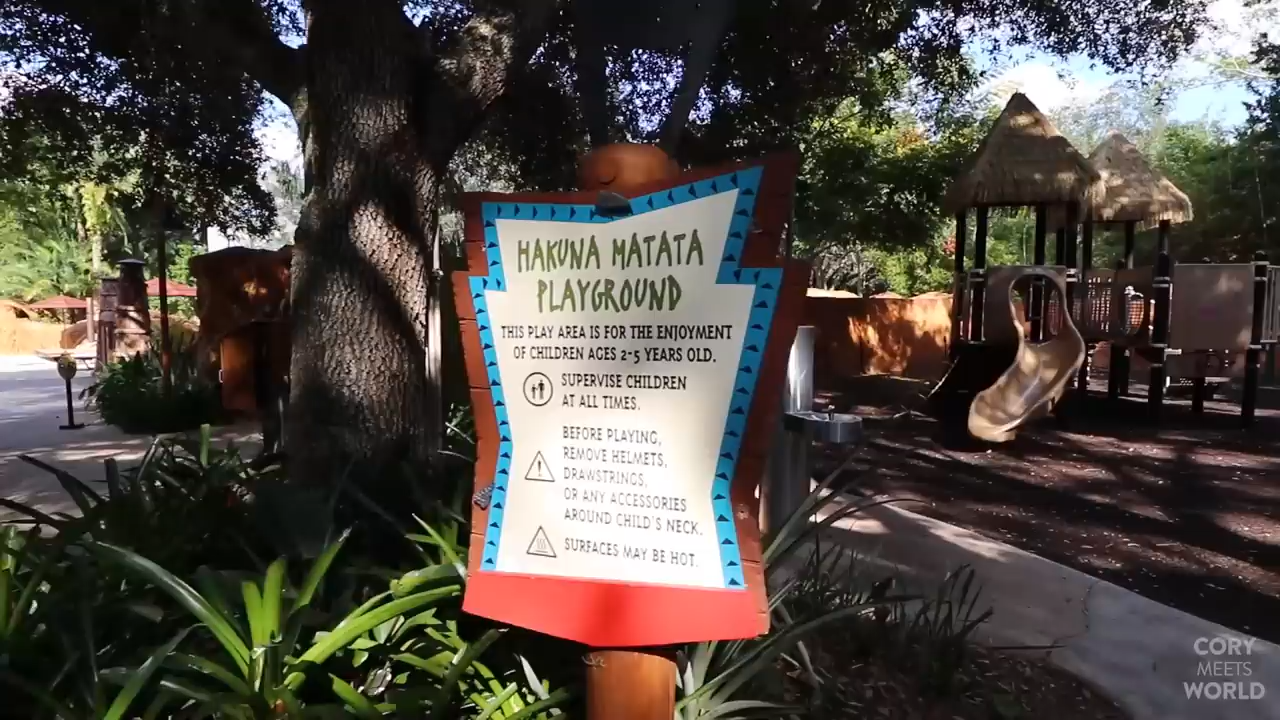 HAKUNA MATATA
PLAYGROUND
THIS PLAY AREA IS FOR THE ENJOYMENT
OF CHILDREN AGES 2-5 YEARS OLD.
SUPERVISE CHILDREN
AT ALL TIMES.
BEFORE PLAYING,
REMOVE HELMETS,
DRAWSTRINGS,
OR ANY ACCESSORIES
AROUND CHILD'S NECK.
SURFACES MAY BE HOT.
CORY
MEETS
WORLD